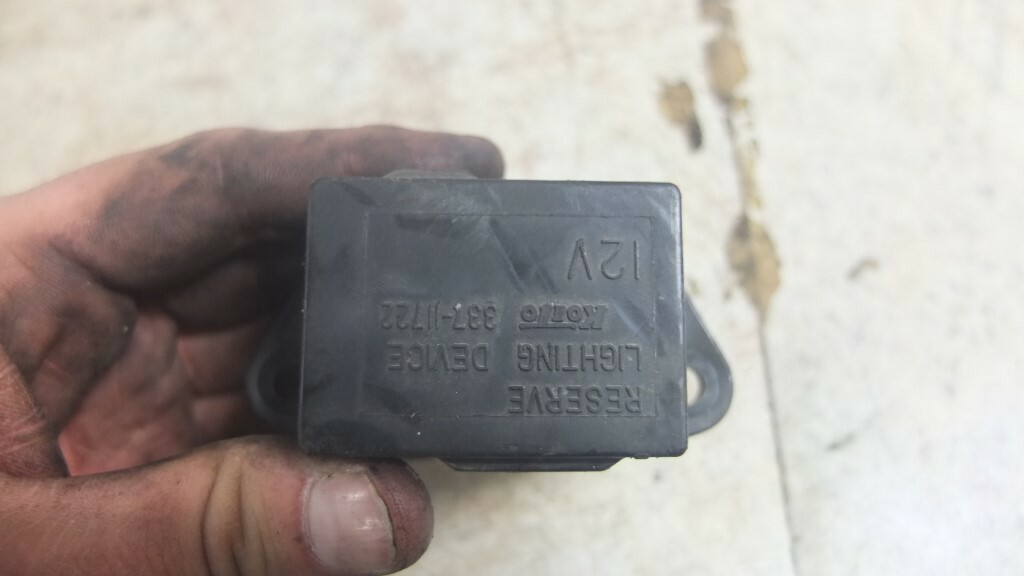 RESERVE
LIGHTING DEVICE
KOITO 337-11722
12V